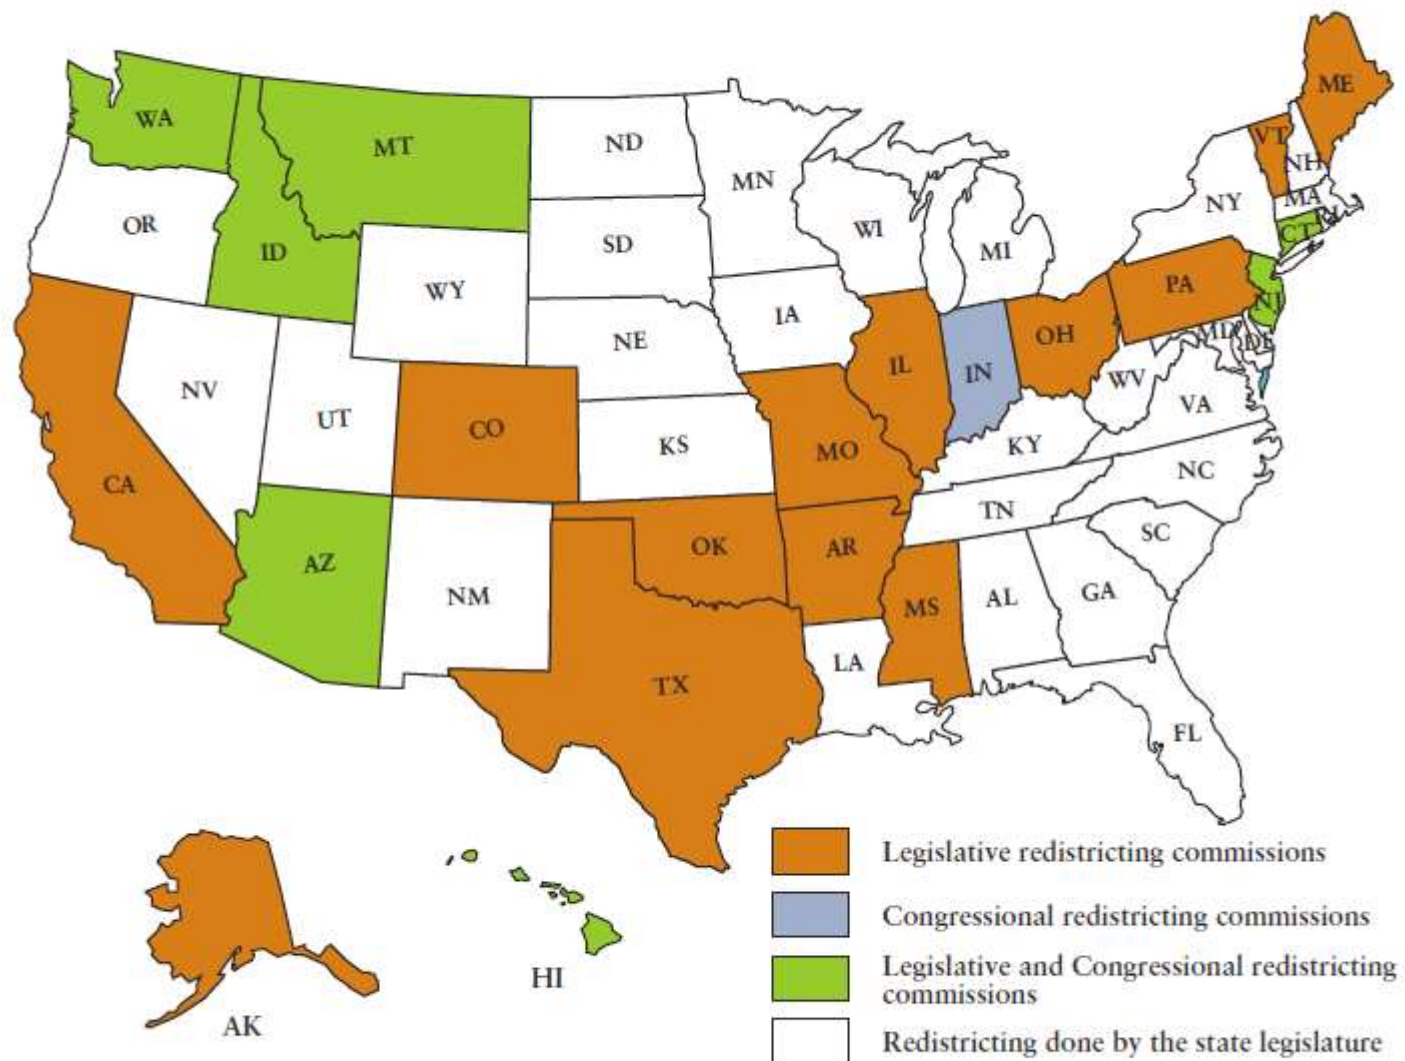 ME
WA
VT
MT
ND
NH
MN
MA
NY
OR
WI
CT
SD
MI
ID
PA
WY
NJ
IA
OH
MD
NE
DE
IL
IN
WV
NV
VA
UT
CO
KS
KY
MO
NC
CA
TN
SC
OK
AR
AZ
GA
NM
AL
MS
LA
TX
FL
Legislative redistricting commissions
Congressional redistricting commissions
Legislative and Congressional redistricting
commissions
HI
AK
Redistricting done by the state legislature